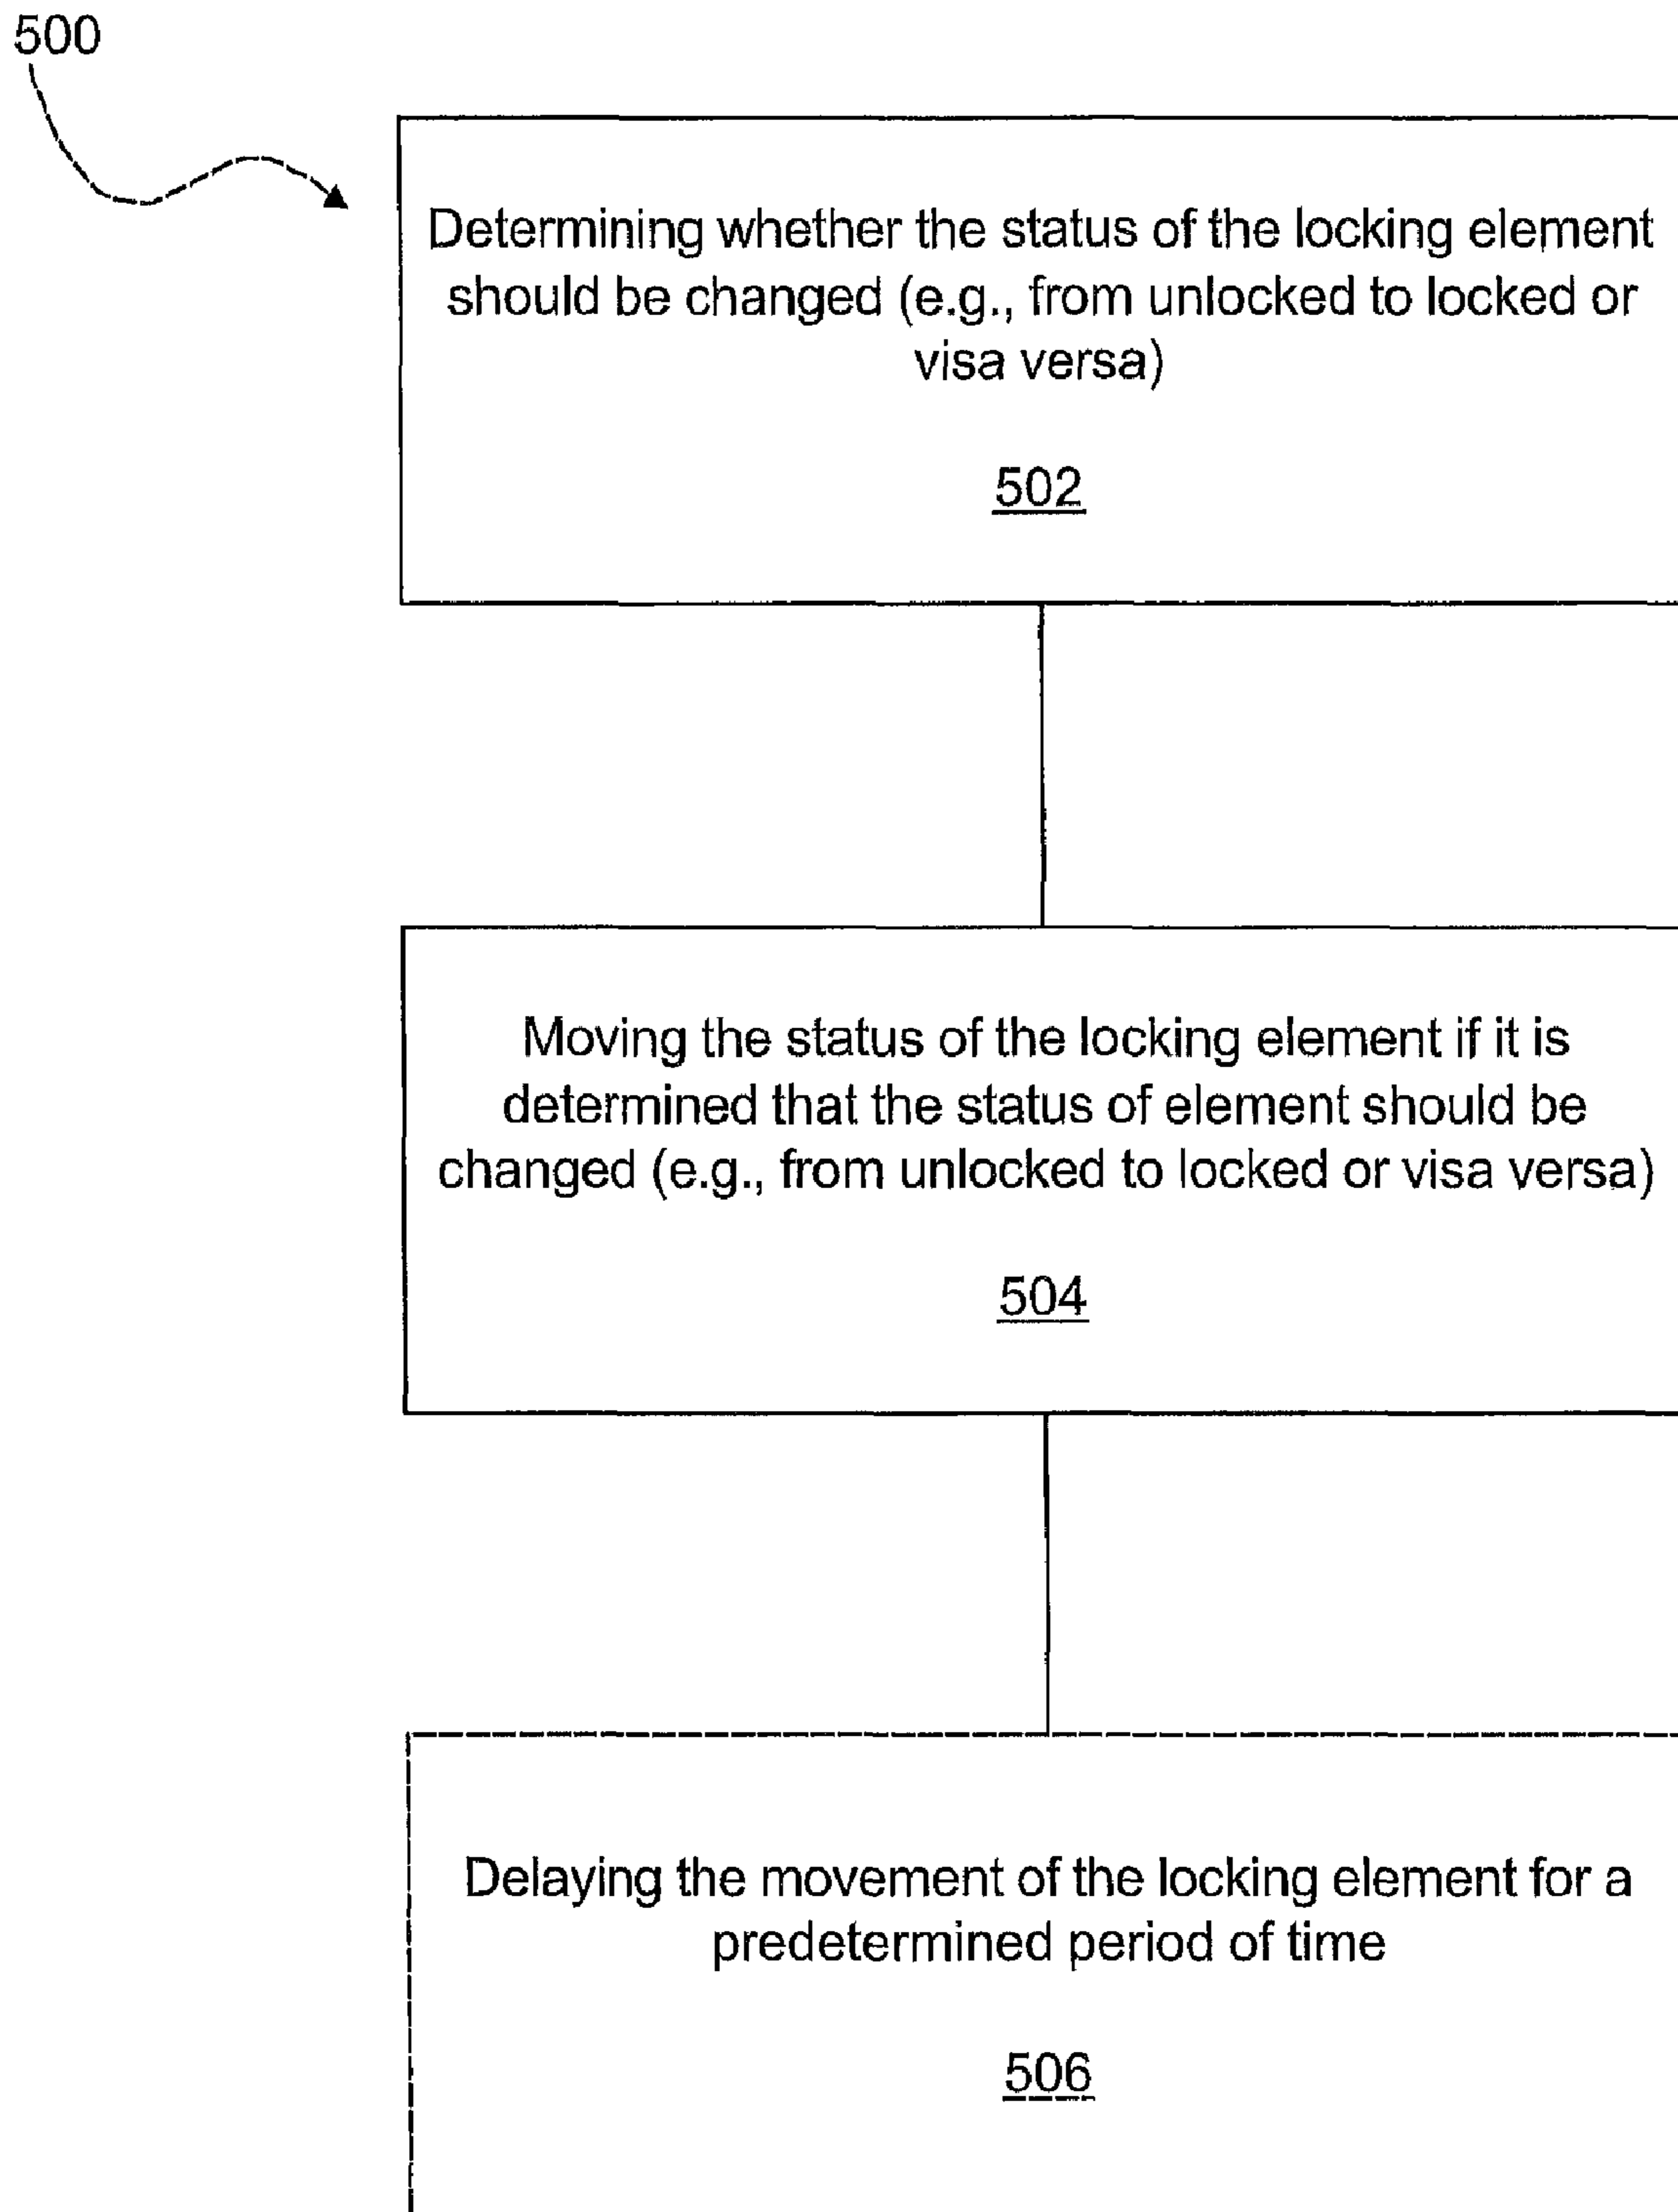 500
Determining whether the status of the locking element
should be changed (e.g., from unlocked to locked or
visa versa)
502
Moving the status of the locking element if it is
determined that the status of element should be
changed (e.g., from unlocked to locked or visa versa)
504
Delaying the movement of the locking element for a
predetermined period of time
506